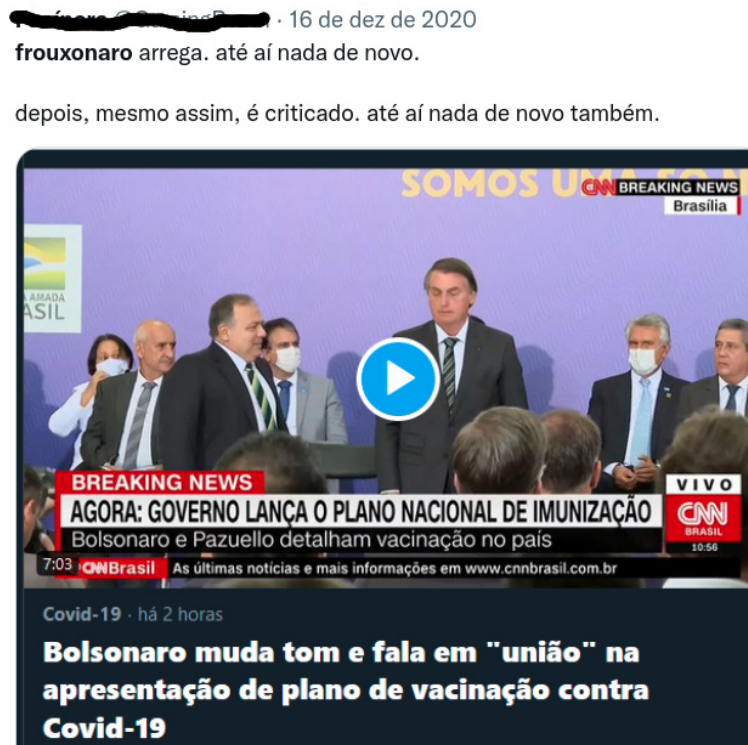 · 16 de dez de 2020
frouxonaro arrega. até aí nada de novo.
depois, mesmo assim, é criticado. até aí nada de novo também.
SOMOS
CNN BREAKING NEWS
Brasília
AMADA
ASIL
BREAKING NEWS
AGORA: GOVERNO LANÇA O PLANO NACIONAL DE IMUNIZAÇÃO
Bolsonaro e Pazuello detalham vacinação no país
VIVO
CNN
BRASIL
10:56
7:03
CNNBrasil As últimas notícias e mais informações em www.cnnbrasil.com.br
Covid-19 · há 2 horas
Bolsonaro muda tom e fala em "união" na
apresentação de plano de vacinação contra
Covid-19